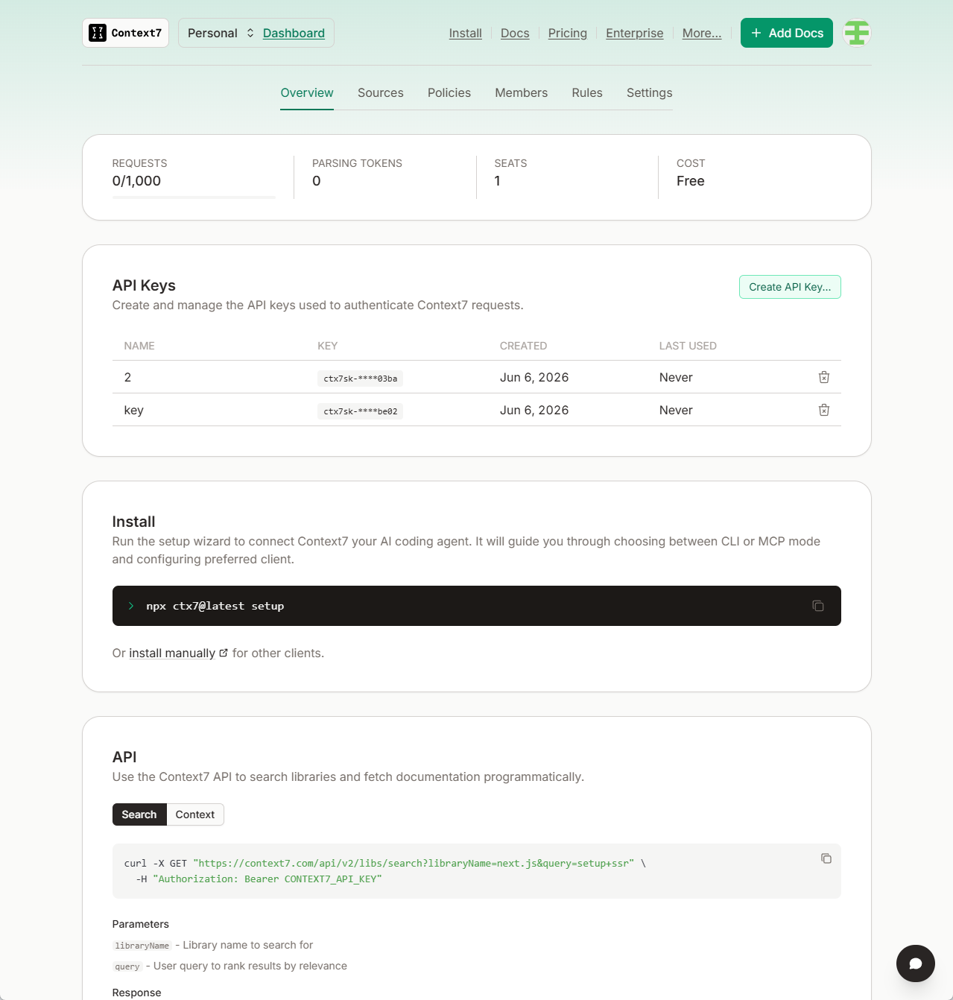 Context7
Personal Dashboard
Install Docs Pricing Enterprise More... + Add Docs
Overview Sources Policies Members Rules Settings
REQUESTS PARSING TOKENS SEATS COST
0/1,000 0 1 Free
API Keys
Create API Key...
Create and manage the API keys used to authenticate Context7 requests.
NAME KEY CREATED LAST USED
2 ctx7sk-****03ba Jun 6, 2026 Never
key ctx7sk-****be02 Jun 6, 2026 Never
Install
Run the setup wizard to connect Context7 your AI coding agent. It will guide you through choosing between CLI or MCP mode
and configuring preferred client.
> npx ctx7@latest setup
Or install manually for other clients.
API
Use the Context7 API to search libraries and fetch documentation programmatically.
Search Context
curl -X GET "https://context7.com/api/v2/libs/search?libraryName=next.js&query=setup+ssr" \
-H "Authorization: Bearer CONTEXT7_API_KEY"
Parameters
libraryName - Library name to search for
query - User query to rank results by relevance
Response